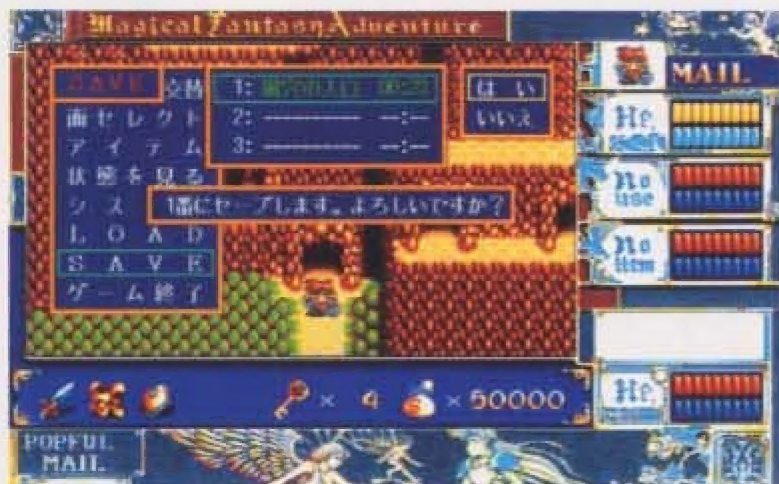 Magical Fantasy Adventure
MAIL
SAVE
交替
面セレクト
アイテム
状態を見る
シス
LOAD
SAVE
ゲーム終了
1:
2: ---------- --:--
3: ---------- --:--
はい
いいえ
1番にセーブします。よろしいですか?
He
No
use
No
item
× 4
× 50000
He
POPFUL
MAIL